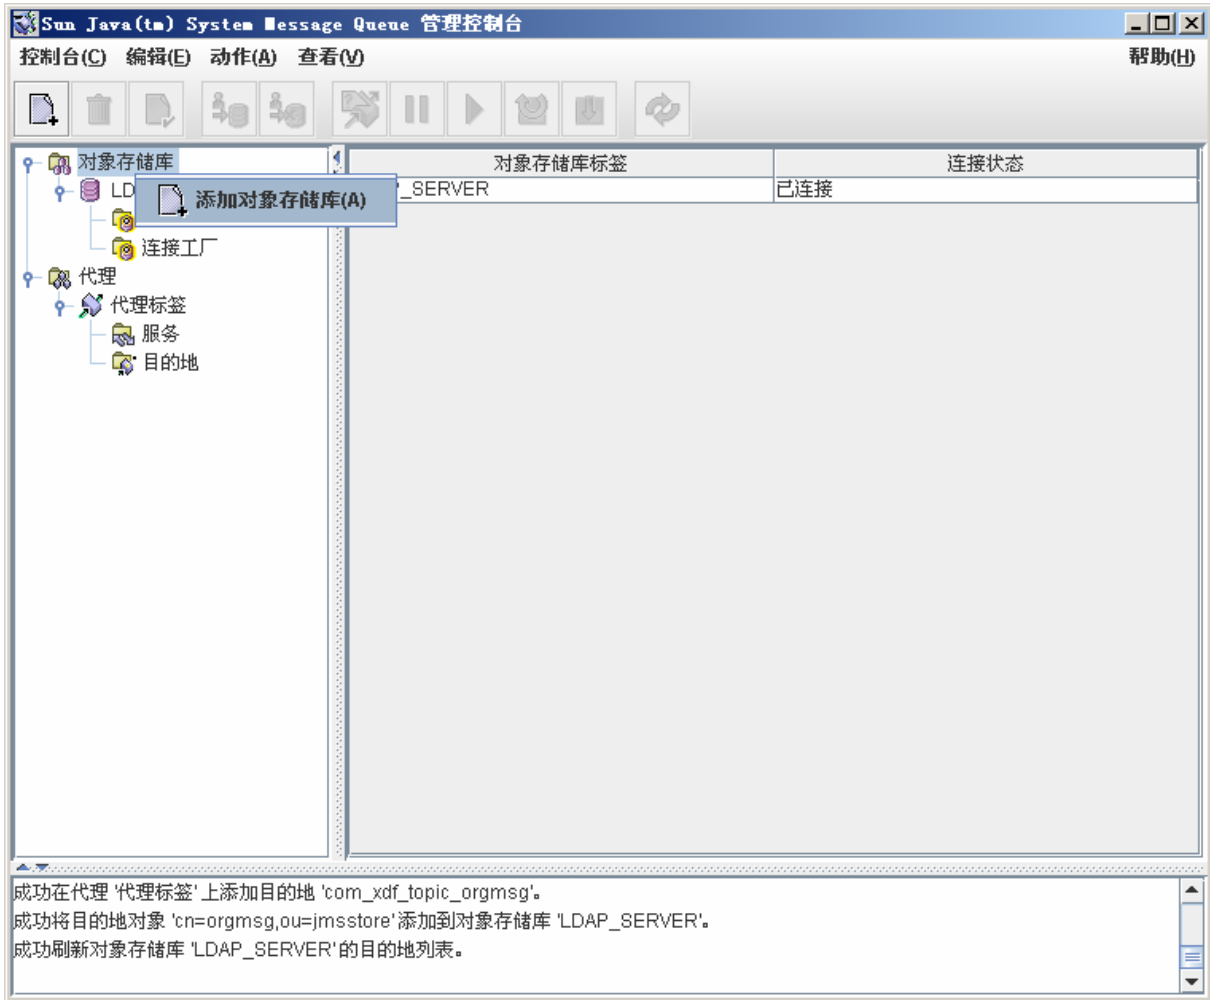 Sun Java(tm) System Message Queue 管理控制台
控制台(C) 编辑(E) 动作(A) 查看(V) 帮助(H)
对象存储库
LD
添加对象存储库(A)
连接工厂
代理
代理标签
服务
目的地
对象存储库标签 连接状态
_SERVER 已连接
成功在代理 '代理标签' 上添加目的地 'com_xdf_topic_orgmsg'。
成功将目的地对象 'cn=orgmsg,ou=jmsstore' 添加到对象存储库 'LDAP_SERVER'。
成功刷新对象存储库 'LDAP_SERVER' 的目的地列表。